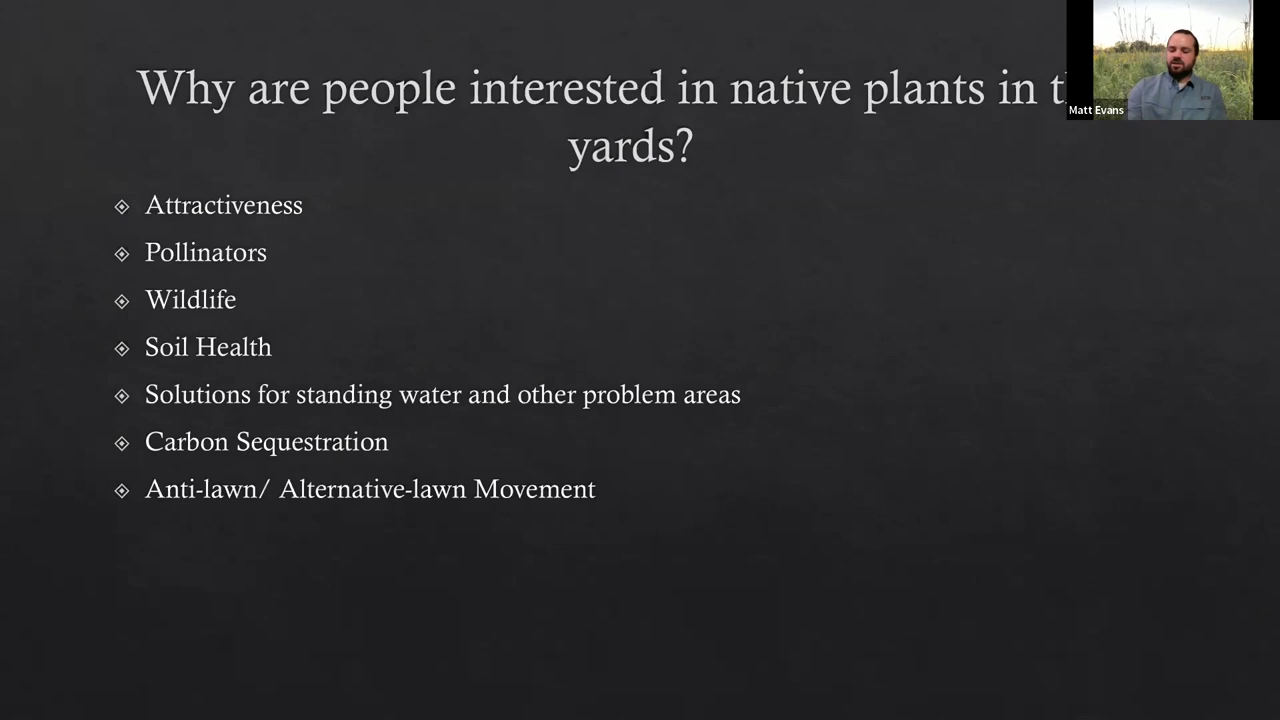 Why are people interested in native plants in
yards?
Matt Evans
Attractiveness
Pollinators
Wildlife
Soil Health
Solutions for standing water and other problem areas
Carbon Sequestration
Anti-lawn/ Alternative-lawn Movement